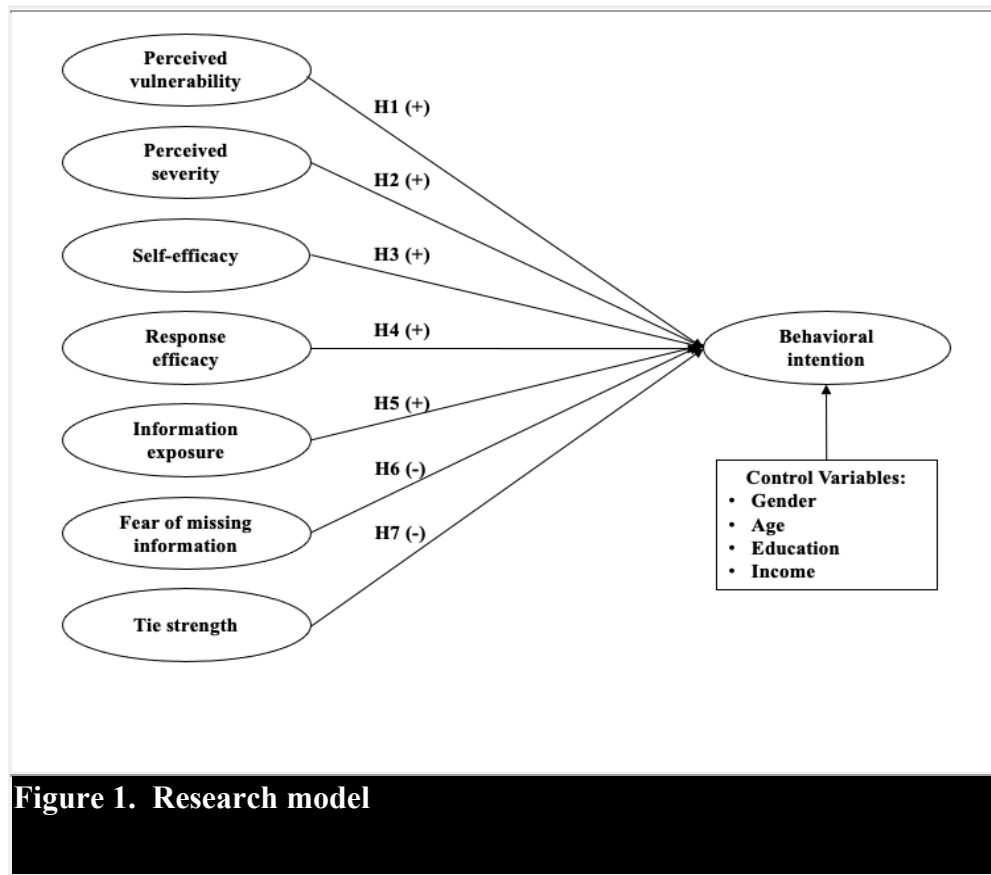 Perceived
vulnerability
H1 (+)
Perceived
severity
H2 (+)
Self-efficacy
H3 (+)
Response
efficacy
H4 (+)
Information
exposure
H5 (+)
Fear of missing
information
H6 (-)
Tie strength
H7 (-)
Behavioral
intention
Control Variables:
• Gender
• Age
• Education
• Income
Figure 1. Research model